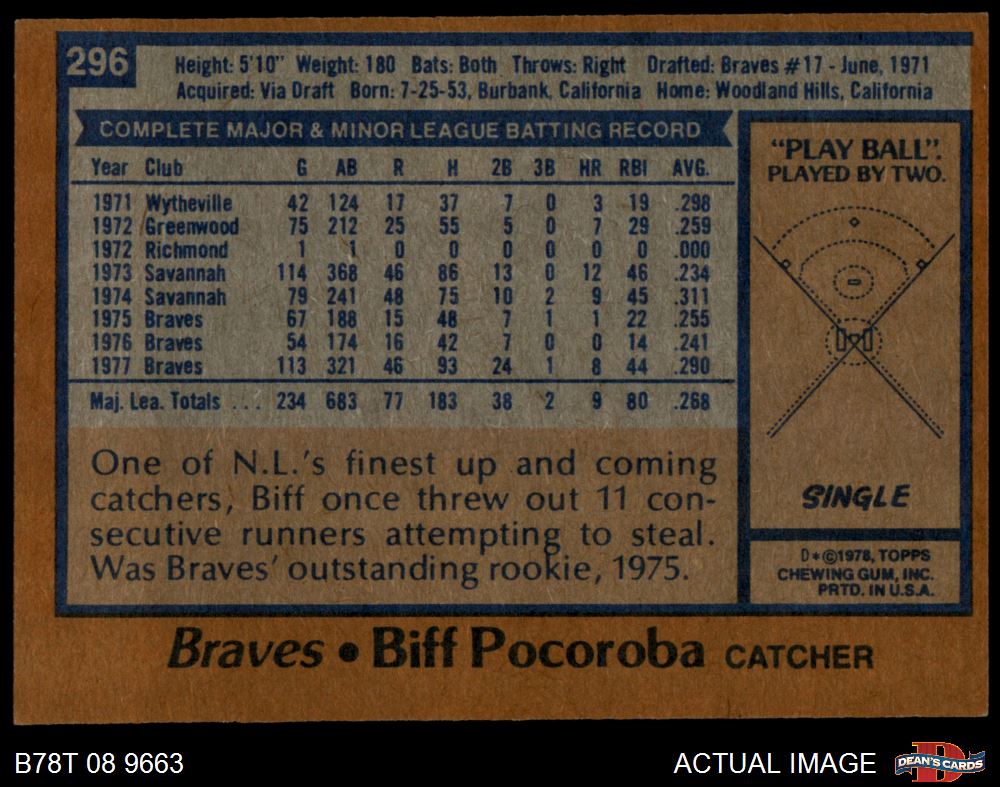 296
Height: 5'10" Weight: 180 Bats: Both Throws: Right Drafted: Braves #17 - June, 1971
Acquired: Via Draft Born: 7-25-53, Burbank, California Home: Woodland Hills, California
COMPLETE MAJOR & MINOR LEAGUE BATTING RECORD
Year Club G AB R H 2B 3B HR RBI AVG.
1971 Wytheville 42 124 17 37 7 0 3 19 .298
1972 Greenwood 75 212 25 55 5 0 7 29 .259
1972 Richmond 1 1 0 0 0 0 0 0 .000
1973 Savannah 114 368 46 86 13 0 12 46 .234
1974 Savannah 79 241 48 75 10 2 9 45 .311
1975 Braves 67 188 15 48 7 1 1 22 .255
1976 Braves 54 174 16 42 7 0 0 14 .241
1977 Braves 113 321 46 93 24 1 8 44 .290
Maj. Lea. Totals ... 234 683 77 183 38 2 9 80 .268
One of N.L.'s finest up and coming
catchers, Biff once threw out 11 con-
secutive runners attempting to steal.
Was Braves' outstanding rookie, 1975.
"PLAY BALL".
PLAYED BY TWO.
SINGLE
D*©1978, TOPPS
CHEWING GUM, INC.
PRTD. IN U.S.A.
Braves • Biff Pocoroba CATCHER
B78T 08 9663
ACTUAL IMAGE
D
DEAN'S CARDS